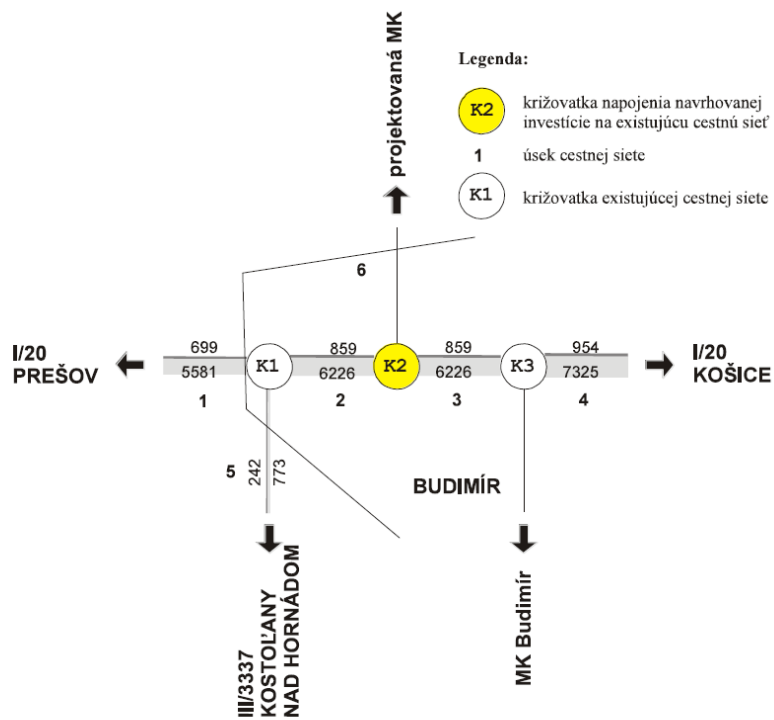 projektovaná MK
Legenda:
K2
križovatka napojenia navrhovanej
investície na existujúcu cestnú sieť
1
úsek cestnej siete
K1
križovatka existujúcej cestnej siete
6
I/20
PREŠOV
699
5581
1
K1
859
6226
2
K2
859
6226
3
K3
954
7325
4
I/20
KOŠICE
5
242
773
BUDIMÍR
III/3337
KOSTOĽANY
NAD HORNÁDOM
MK Budimír